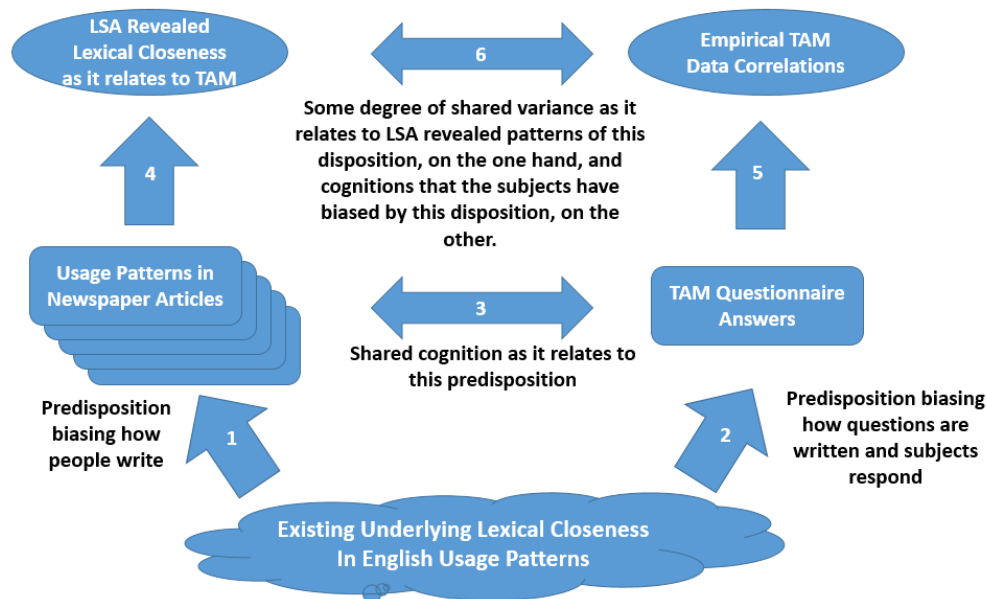 LSA Revealed
Lexical Closeness
as it relates to TAM
6
Empirical TAM
Data Correlations
Some degree of shared variance as it
relates to LSA revealed patterns of this
disposition, on the one hand, and
cognitions that the subjects have
biased by this disposition, on the
other.
4
5
Usage Patterns in
Newspaper Articles
3
TAM Questionnaire
Answers
Shared cognition as it relates to
this predisposition
Predisposition
biasing how
people write
1
2
Predisposition biasing
how questions are
written and subjects
respond
Existing Underlying Lexical Closeness
In English Usage Patterns